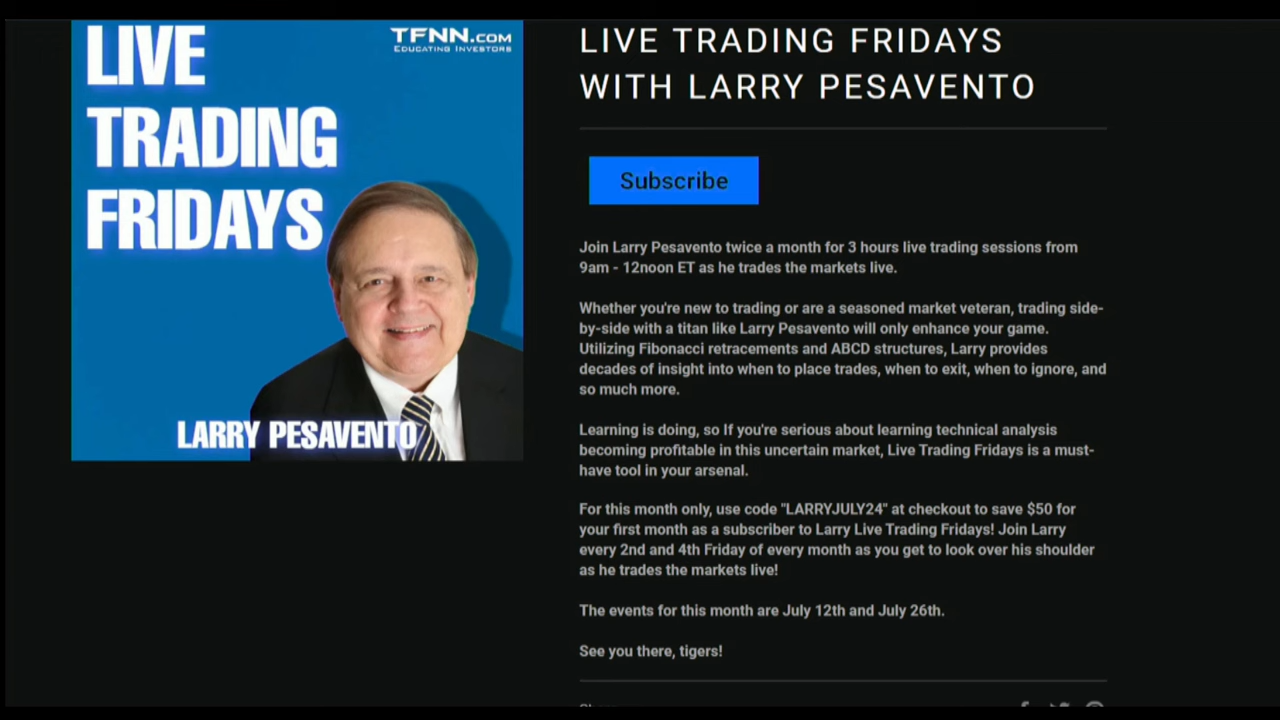 LIVE
TRADING
FRIDAYS
TFNN.COM
EDUCATING INVESTORS
LARRY PESAVENTO
LIVE TRADING FRIDAYS
WITH LARRY PESAVENTO
Subscribe
Join Larry Pesavento twice a month for 3 hours live trading sessions from
9am - 12noon ET as he trades the markets live.
Whether you're new to trading or are a seasoned market veteran, trading side-
by-side with a titan like Larry Pesavento will only enhance your game.
Utilizing Fibonacci retracements and ABCD structures, Larry provides
decades of insight into when to place trades, when to exit, when to ignore, and
so much more.
Learning is doing, so If you're serious about learning technical analysis
becoming profitable in this uncertain market, Live Trading Fridays is a must-
have tool in your arsenal.
For this month only, use code "LARRYJULY24" at checkout to save $50 for
your first month as a subscriber to Larry Live Trading Fridays! Join Larry
every 2nd and 4th Friday of every month as you get to look over his shoulder
as he trades the markets live!
The events for this month are July 12th and July 26th.
See you there, tigers!